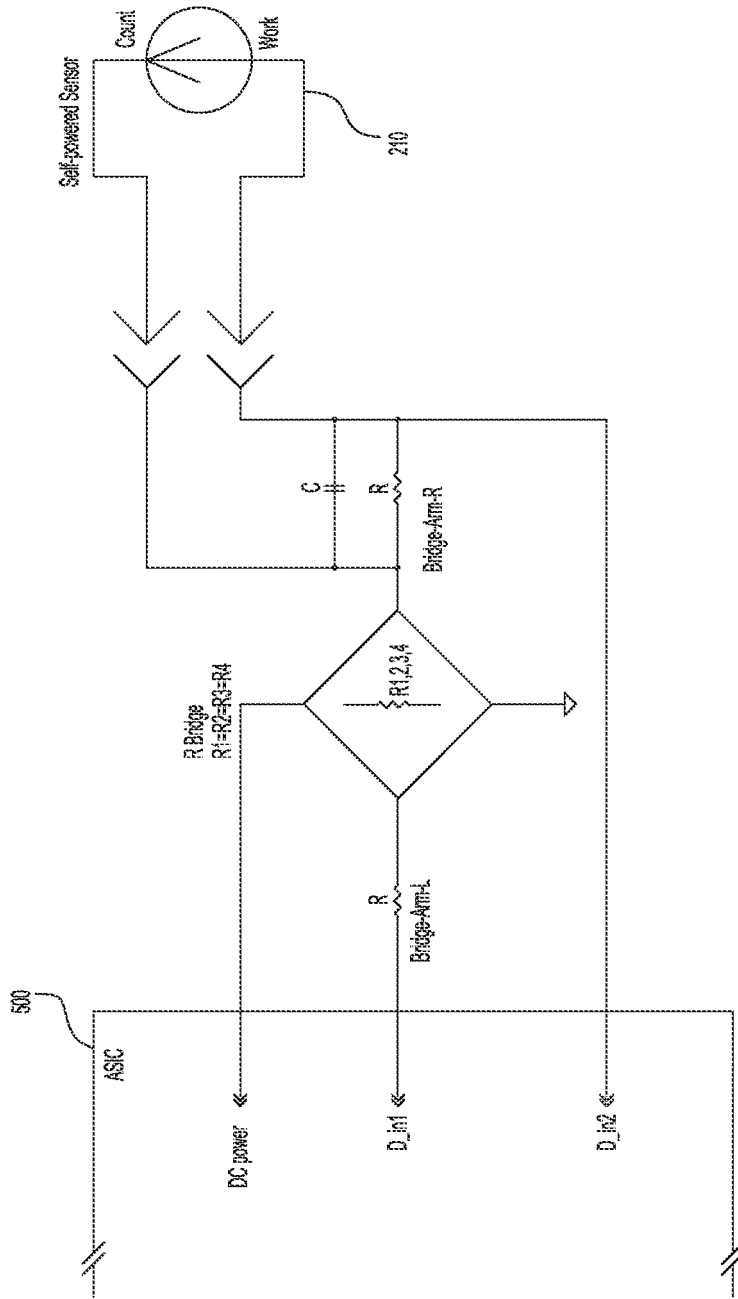 Self-powered Sensor
Count
Work
210
C
R
Bridge-Arm-R
R Bridge
R1=R2=R3=R4
R1,2,3,4
R
Bridge-Arm-L
500
ASIC
DC power
D_in1
D_in2